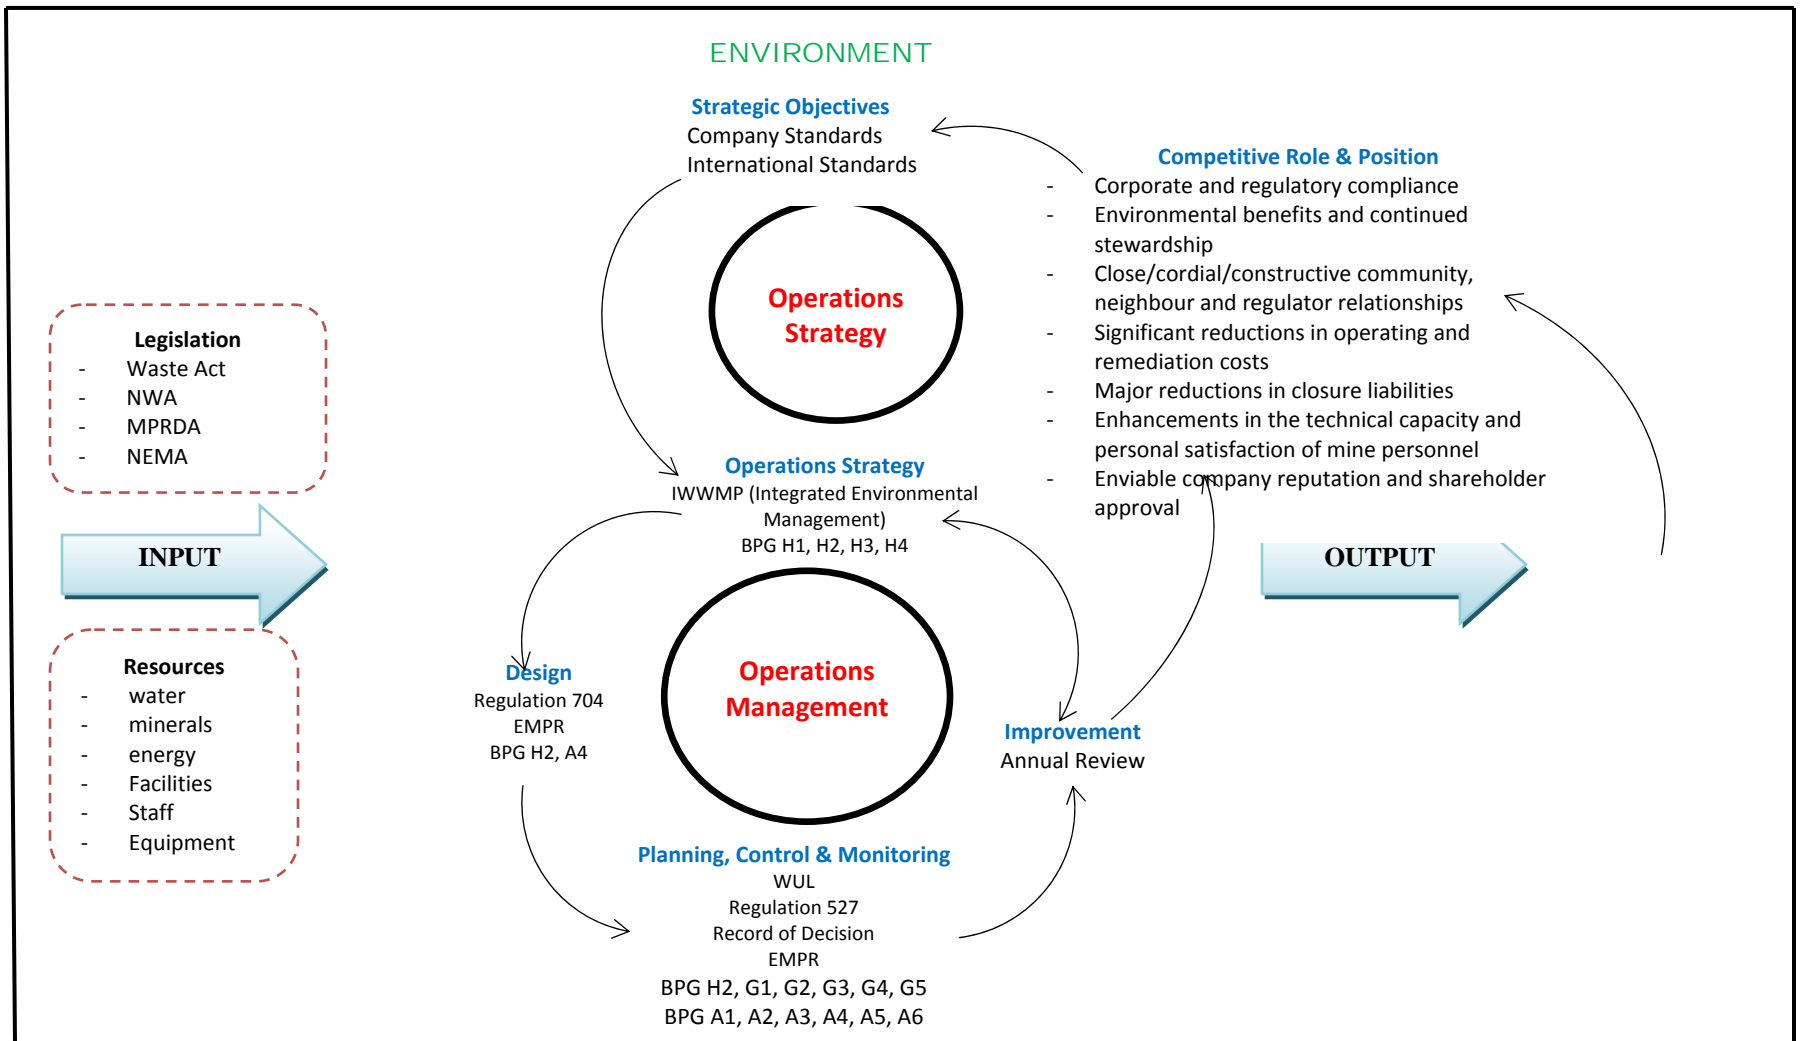 ENVIRONMENT
Strategic Objectives
Company Standards
International Standards
Competitive Role & Position
- Corporate and regulatory compliance
- Environmental benefits and continued
stewardship
- Close/cordial/constructive community,
neighbour and regulator relationships
- Significant reductions in operating and
remediation costs
- Major reductions in closure liabilities
- Enhancements in the technical capacity and
personal satisfaction of mine personnel
- Enviable company reputation and shareholder
approval
Operations
Strategy
Legislation
- Waste Act
- NWA
- MPRDA
- NEMA
INPUT
Resources
- water
- minerals
- energy
- Facilities
- Staff
- Equipment
Operations Strategy
IWWMP (Integrated Environmental
Management)
BPG H1, H2, H3, H4
OUTPUT
Design
Regulation 704
EMPR
BPG H2, A4
Operations
Management
Improvement
Annual Review
Planning, Control & Monitoring
WUL
Regulation 527
Record of Decision
EMPR
BPG H2, G1, G2, G3, G4, G5
BPG A1, A2, A3, A4, A5, A6